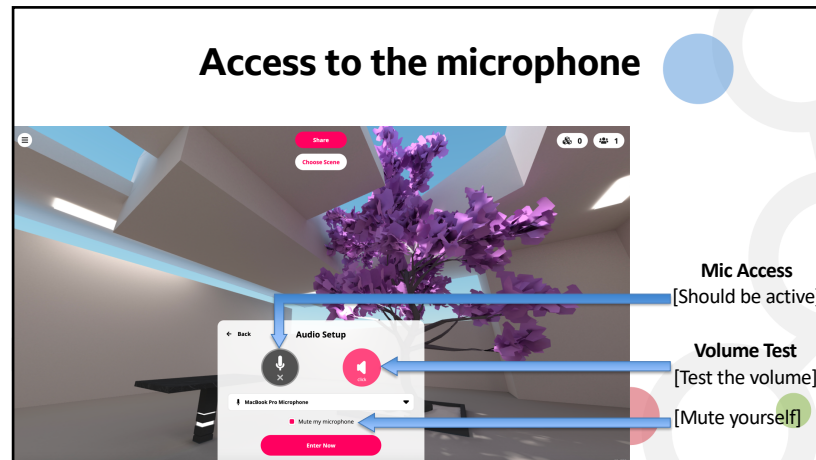 Access to the microphone
Share
0
1
Choose Scene
Mic Access
[Should be active]
← Back
Audio Setup
Volume Test
click
[Test the volume]
MacBook Pro Microphone
[Mute yourself]
Mute my microphone
Enter Now